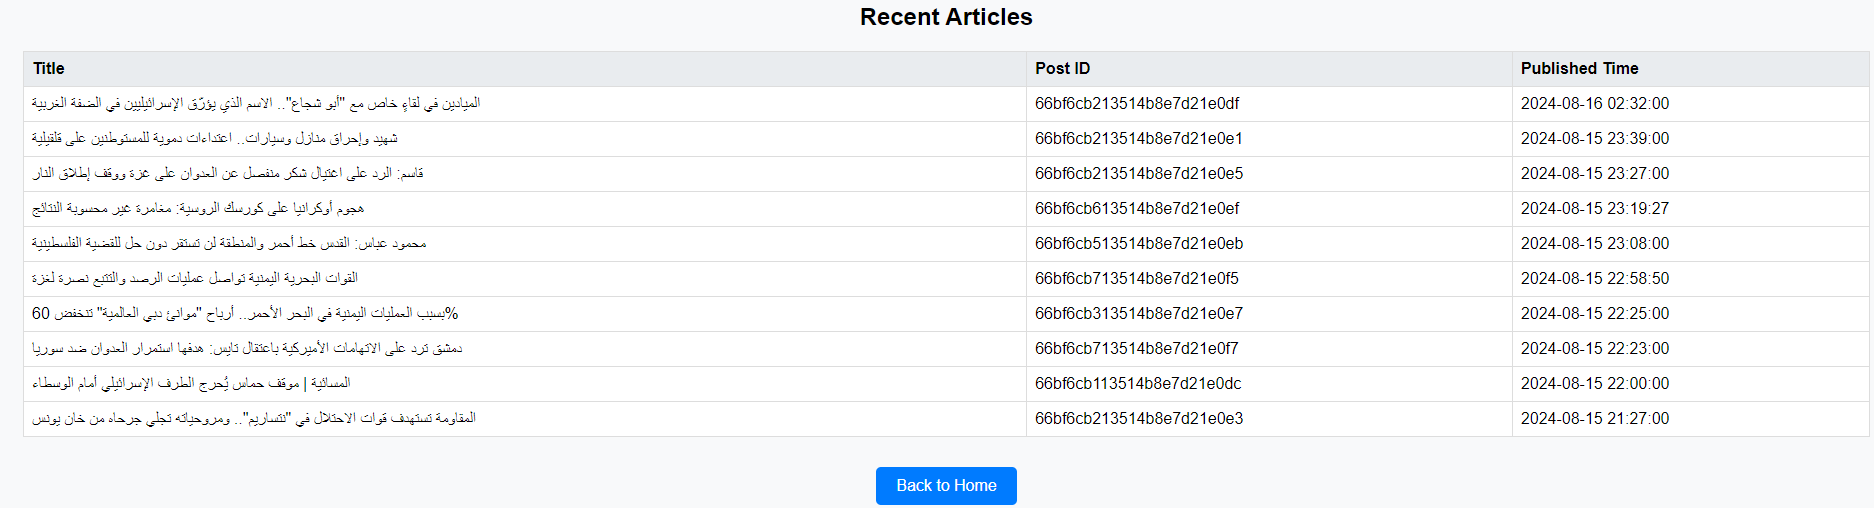 Recent Articles
Title Post ID Published Time
الميادين في لقاءٍ خاص مع "أبو شجاع".. الاسم الذي يؤرّق الإسرائيليين في الضفة الغربية 66bf6cb213514b8e7d21e0df 2024-08-16 02:32:00
شهيد وإحراق منازل وسيارات.. اعتداءات دموية للمستوطنين على قلقيلية 66bf6cb213514b8e7d21e0e1 2024-08-15 23:39:00
قاسم: الرد على اغتيال شكر منفصل عن العدوان على غزة ووقف إطلاق النار 66bf6cb213514b8e7d21e0e5 2024-08-15 23:27:00
هجوم أوكرانيا على كورسك الروسية: مغامرة غير محسوبة النتائج 66bf6cb613514b8e7d21e0ef 2024-08-15 23:19:27
محمود عباس: القدس خط أحمر والمنطقة لن تستقر دون حل للقضية الفلسطينية 66bf6cb513514b8e7d21e0eb 2024-08-15 23:08:00
القوات البحرية اليمنية تواصل عمليات الرصد والتتبع نصرة لغزة 66bf6cb713514b8e7d21e0f5 2024-08-15 22:58:50
بسبب العمليات اليمنية في البحر الأحمر.. أرباح "موانئ دبي العالمية" تنخفض 60% 66bf6cb313514b8e7d21e0e7 2024-08-15 22:25:00
دمشق ترد على الاتهامات الأميركية باعتقال تايس: هدفها استمرار العدوان ضد سوريا 66bf6cb713514b8e7d21e0f7 2024-08-15 22:23:00
المسائية | موقف حماس يُحرج الطرف الإسرائيلي أمام الوسطاء 66bf6cb113514b8e7d21e0dc 2024-08-15 22:00:00
المقاومة تستهدف قوات الاحتلال في "نتساريم".. ومروحياته تجلي جرحاه من خان يونس 66bf6cb213514b8e7d21e0e3 2024-08-15 21:27:00
Back to Home